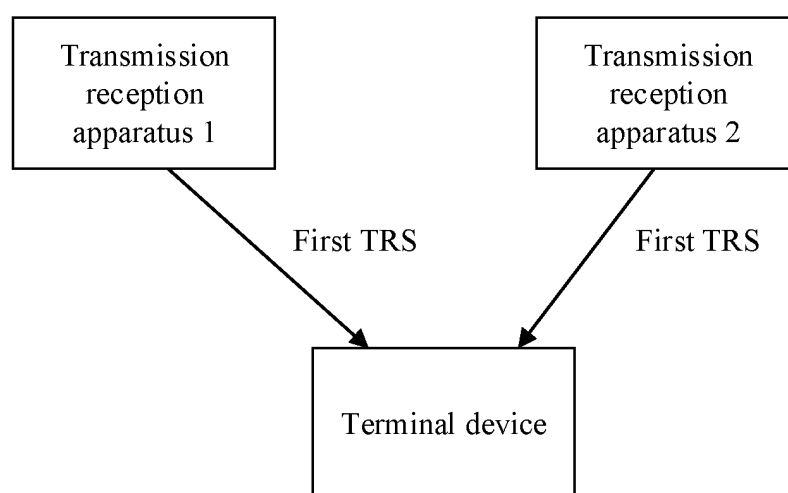 Transmission
reception
apparatus 1
Transmission
reception
apparatus 2
First TRS
First TRS
Terminal device